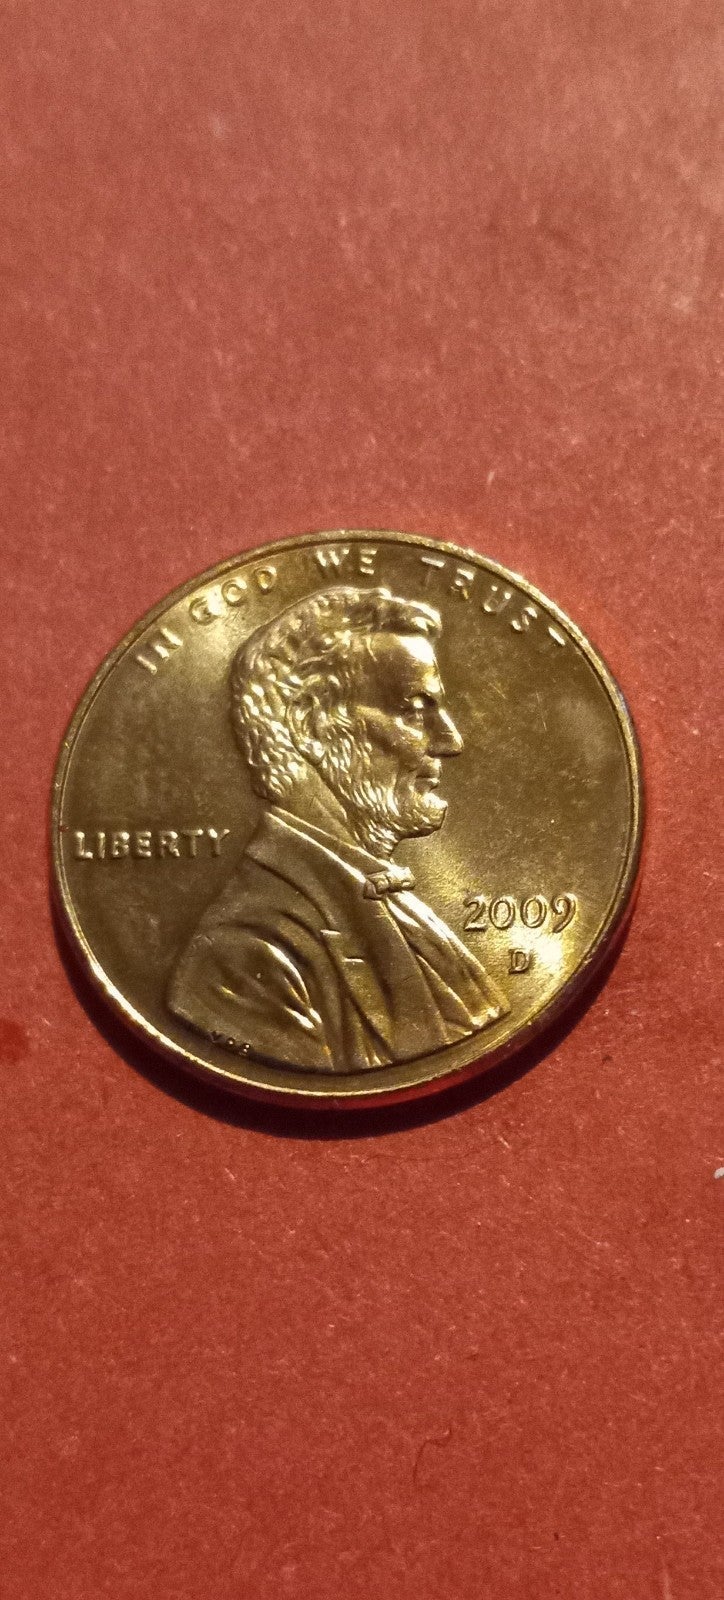 IN GOD WE TRUST
LIBERTY
2009
D
VDB